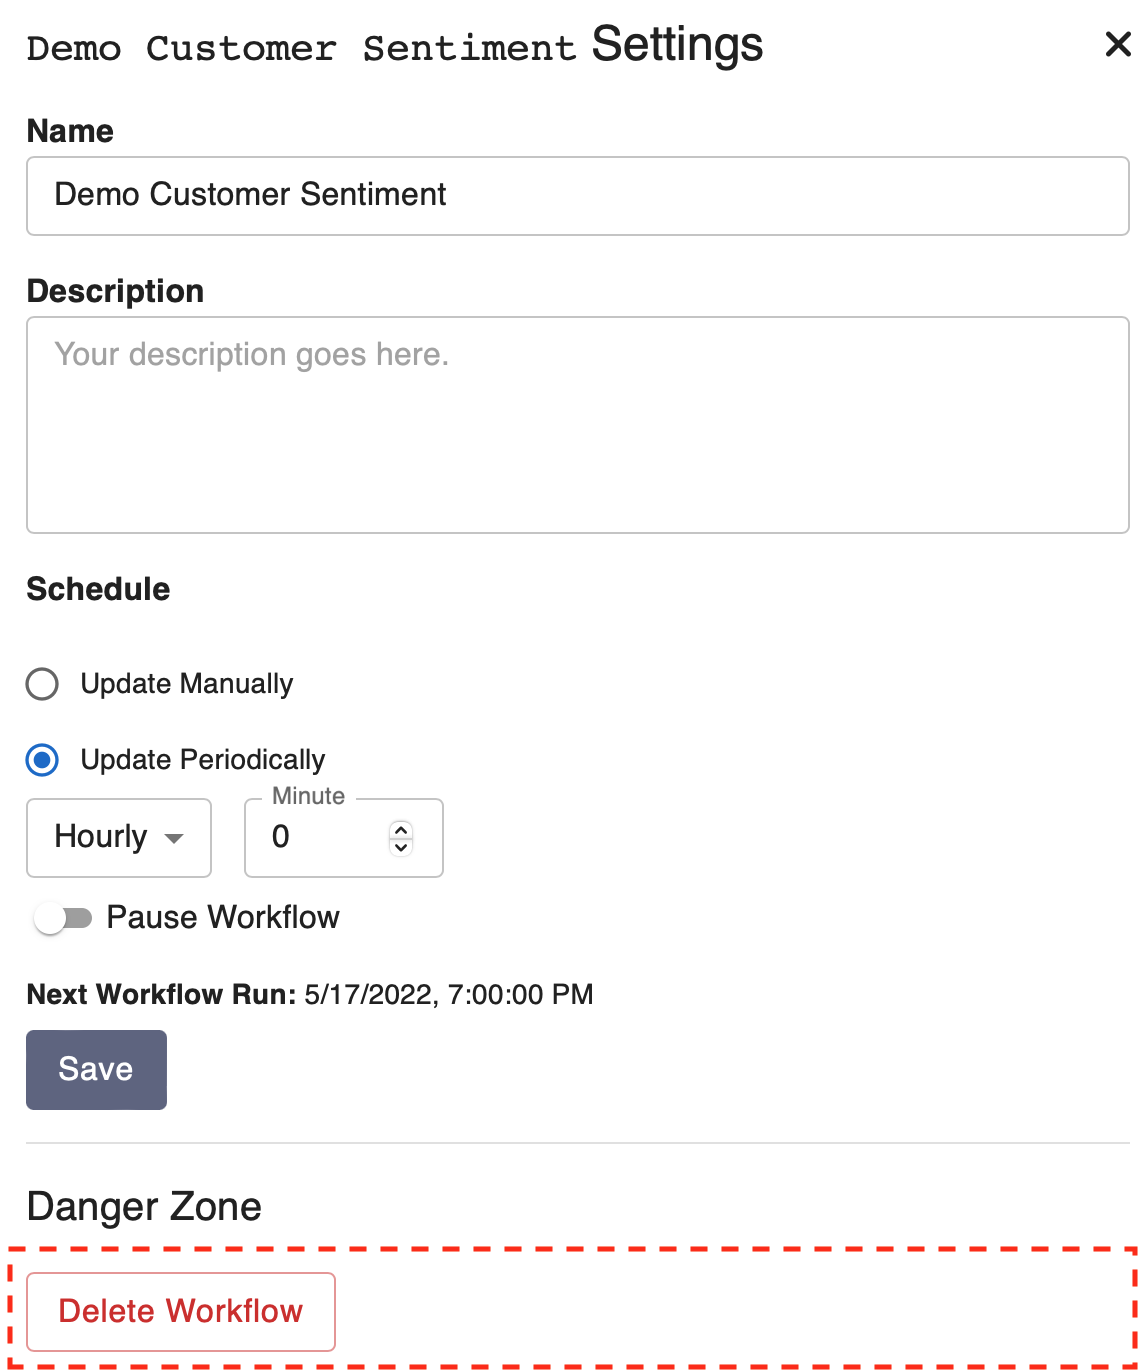 Demo Customer Sentiment Settings
Name
Demo Customer Sentiment
Description
Your description goes here.
Schedule
Update Manually
Update Periodically
Minute
Hourly 0
Pause Workflow
Next Workflow Run: 5/17/2022, 7:00:00 PM
Save
Danger Zone
Delete Workflow